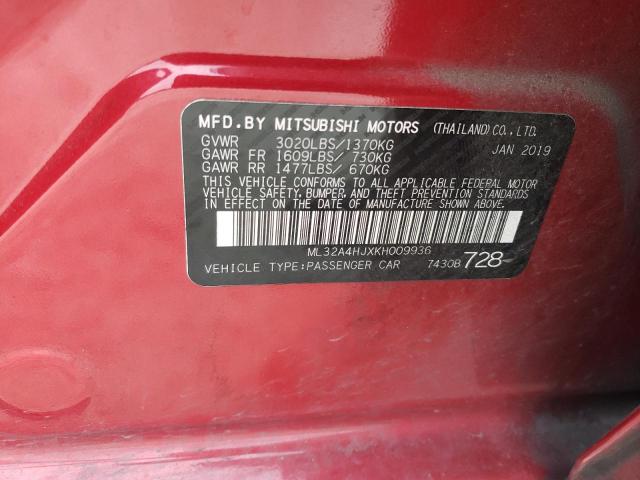 MFD.BY MITSUBISHI MOTORS (THAILAND)CO.,LTD.
GVWR 3020LBS/1370KG JAN 2019
GAWR FR 1609LBS/ 730KG
GAWR RR 1477LBS/ 670KG
THIS VEHICLE CONFORMS TO ALL APPLICABLE FEDERAL MOTOR
VEHICLE SAFETY, BUMPER, AND THEFT PREVENTION STANDARDS
IN EFFECT ON THE DATE OF MANUFACTURE SHOWN ABOVE.
ML32A4HJXKH009936
VEHICLE TYPE:PASSENGER CAR 7430B 728-